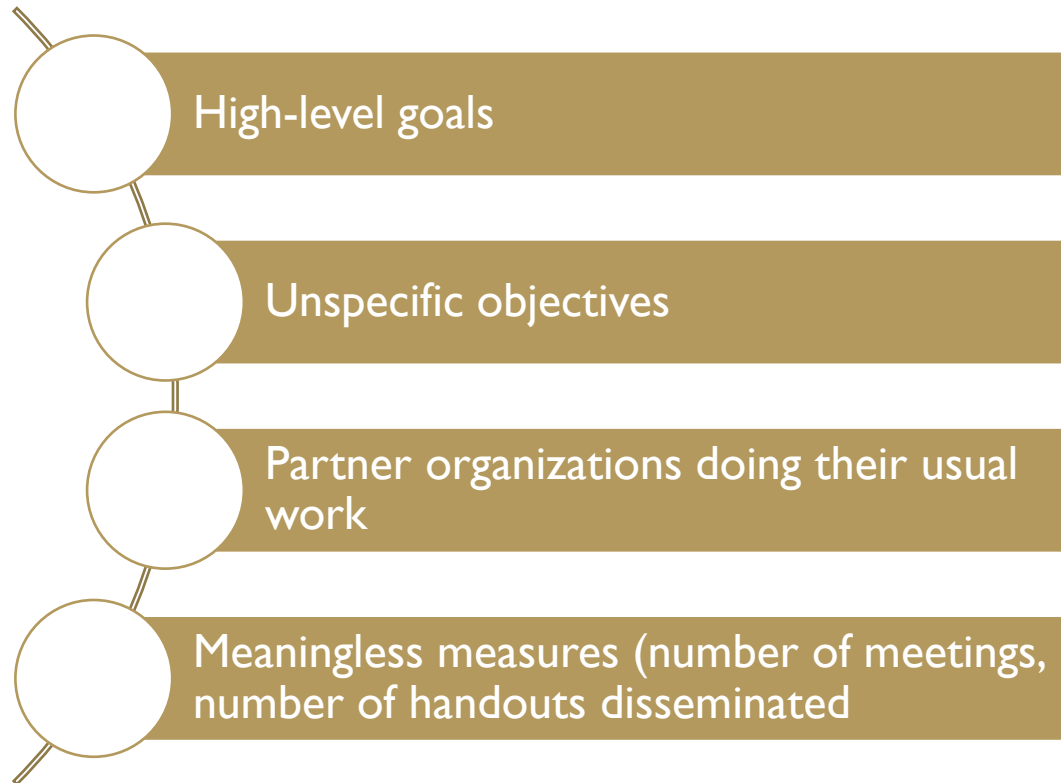 High-level goals
Unspecific objectives
Partner organizations doing their usual
work
Meaningless measures (number of meetings,
number of handouts disseminated